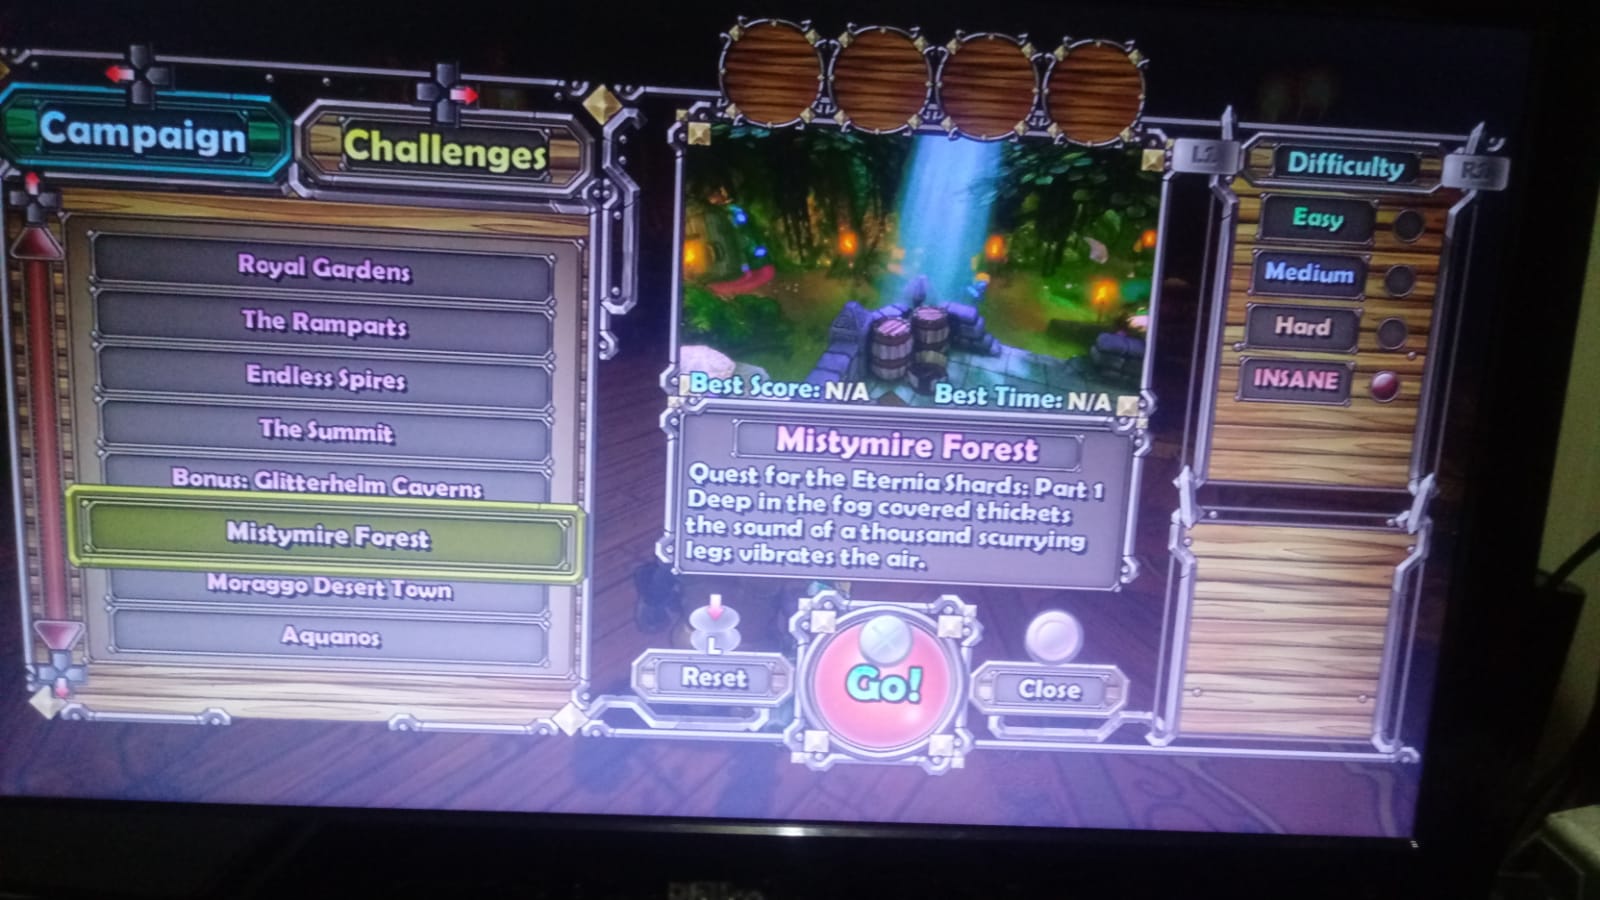 Campaign
Challenges
Royal Gardens
The Ramparts
Endless Spires
The Summit
Bonus: Glitterhelm Caverns
Mistymire Forest
Moraggo Desert Town
Aquanos
Best Score: N/A
Best Time: N/A
Mistymire Forest
Quest for the Eternia Shards: Part 1
Deep in the fog covered thickets
the sound of a thousand scurrying
legs vibrates the air.
L
Reset
Go!
Close
Difficulty
Easy
Medium
Hard
INSANE